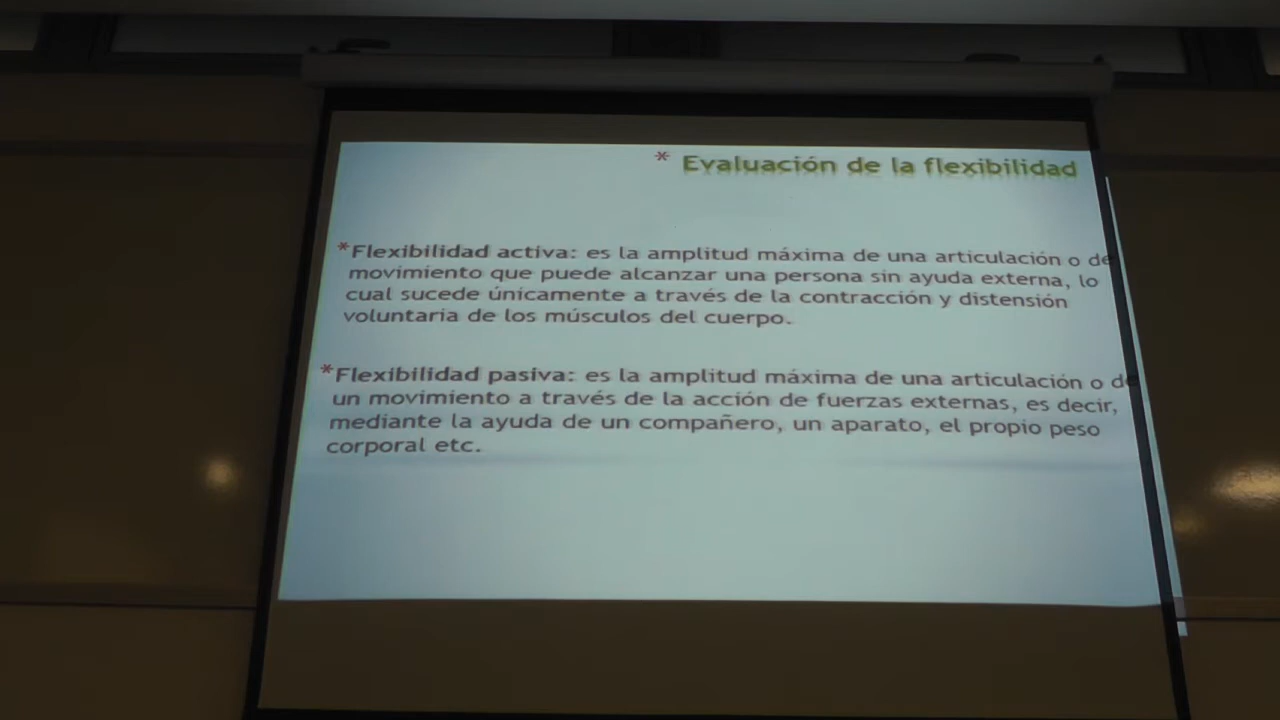 * Evaluación de la flexibilidad
*Flexibilidad activa: es la amplitud máxima de una articulación o de
movimiento que puede alcanzar una persona sin ayuda externa, lo
cual sucede únicamente a través de la contracción y distensión
voluntaria de los músculos del cuerpo.
*Flexibilidad pasiva: es la amplitud máxima de una articulación o de
un movimiento a través de la acción de fuerzas externas, es decir,
mediante la ayuda de un compañero, un aparato, el propio peso
corporal etc.